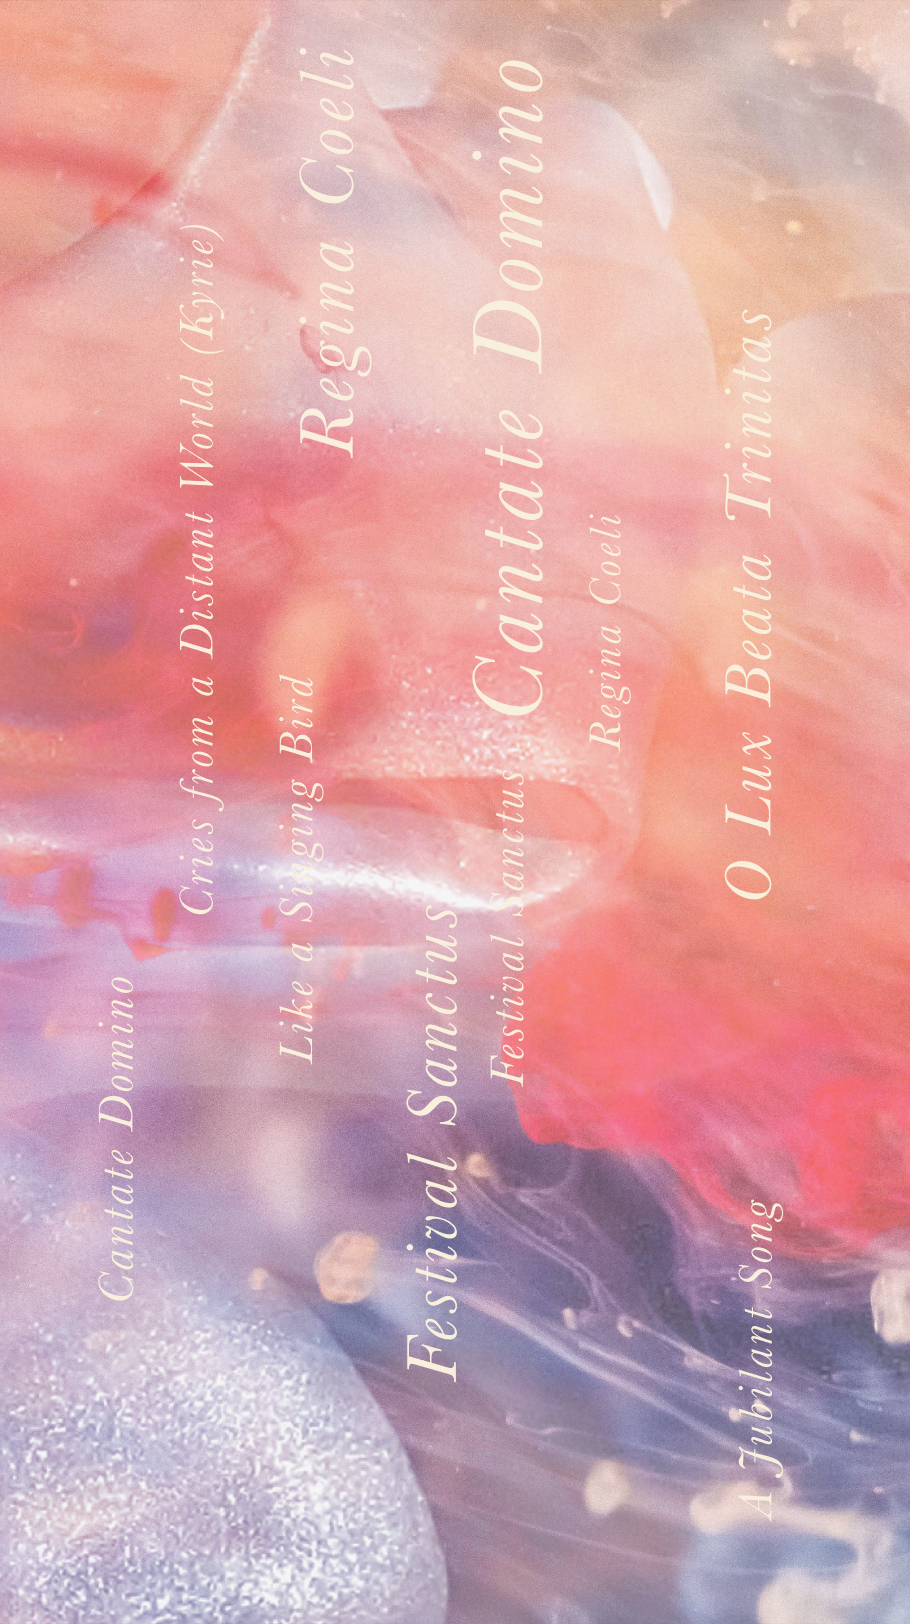 Cantate Domino
Cries from a Distant World (Kyrie)
Like a Singing Bird
Regina Coeli
Festival Sanctus
Cantate Domino
Festival Sanctus
Regina Coeli
O Lux Beata Trinitas
A Jubilant Song